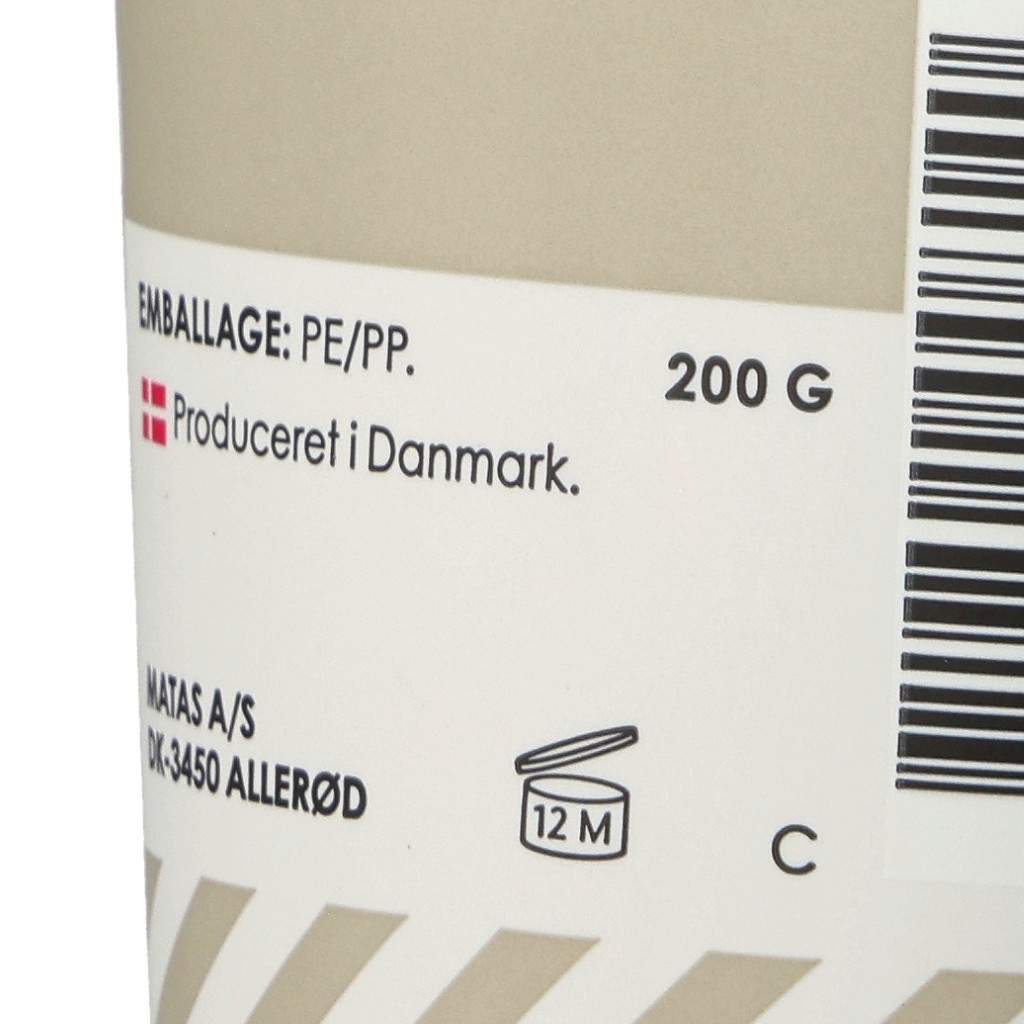 EMBALLAGE: PE/PP.
200 G
Produceret i Danmark.
MATAS A/S
DK-3450 ALLERØD
12 M
C